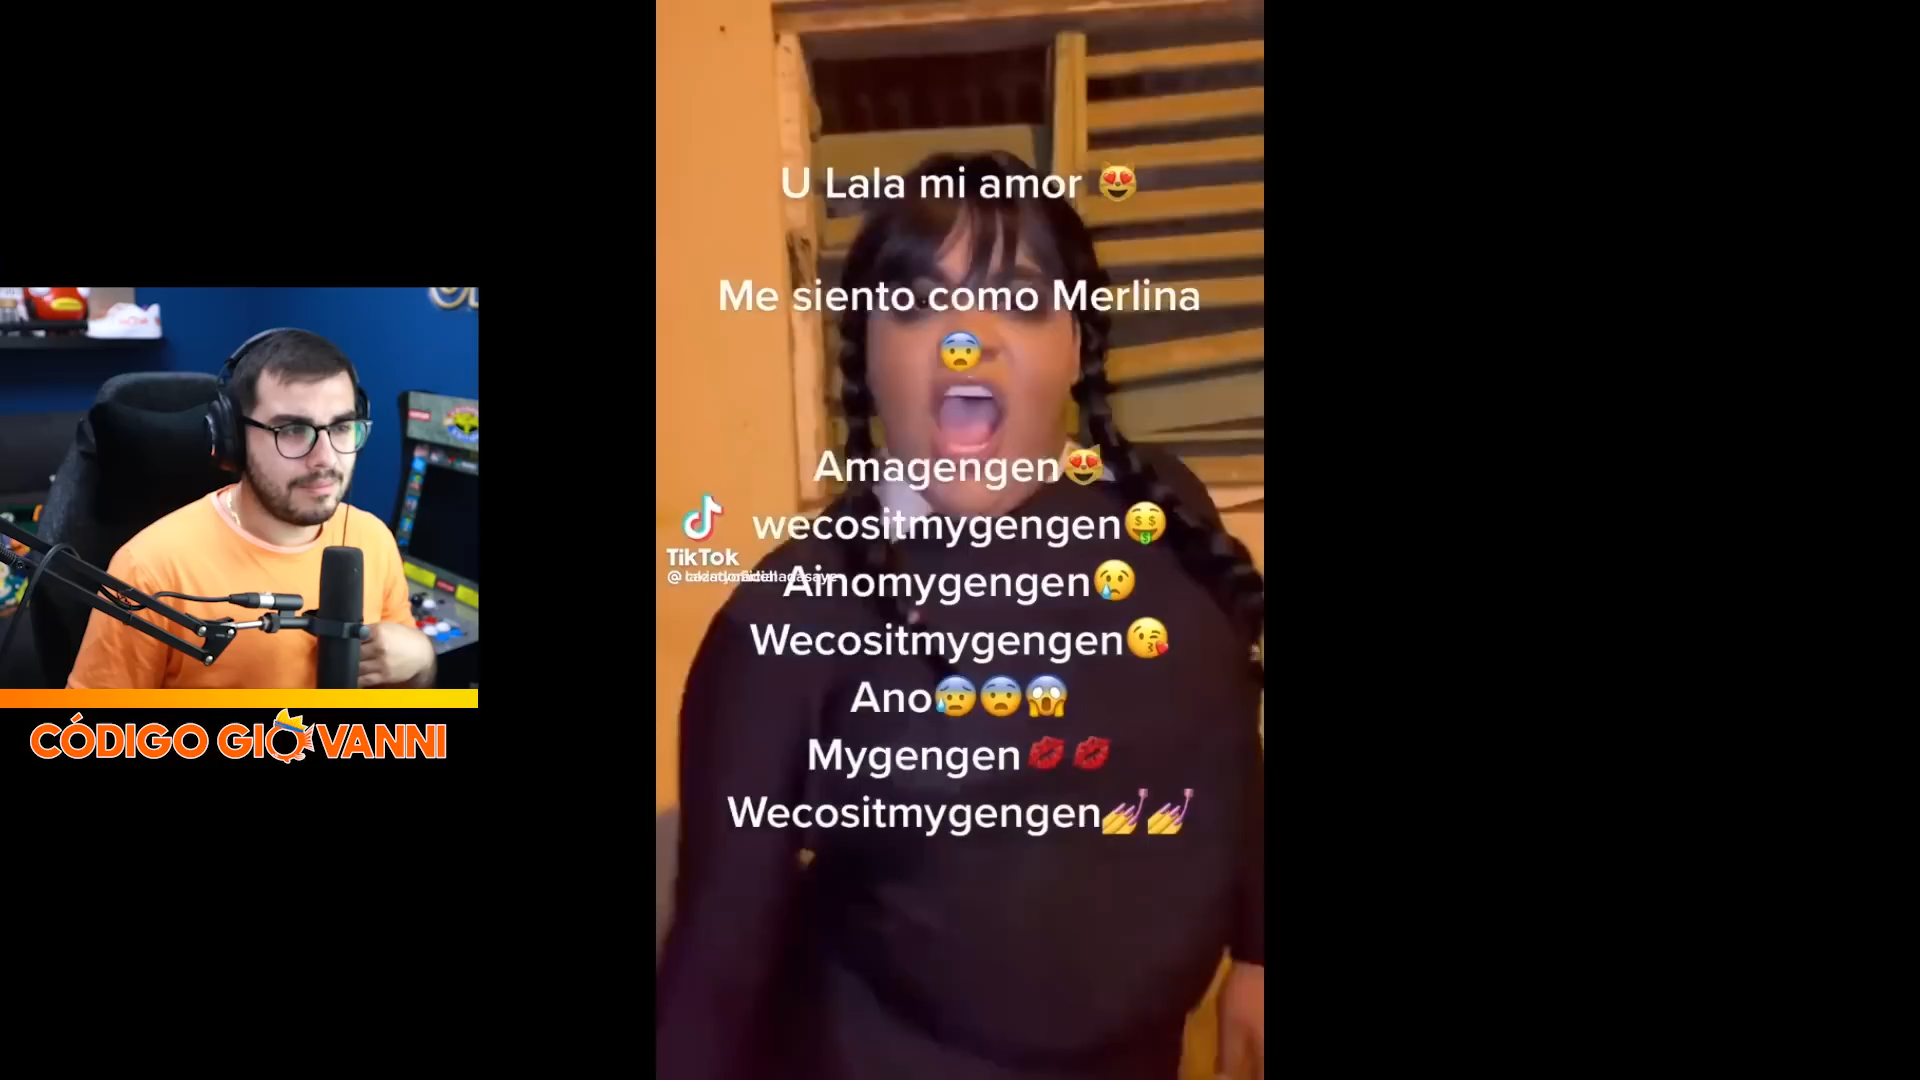 U Lala mi amor 😻
Me siento como Merlina
😨
Amagengen😻
wecositmygengen🤑
Ainomygengen😢
Wecositmygengen😘
Ano😰😨😱
Mygengen💋💋
Wecositmygengen💅💅
TikTok
CÓDIGO GIOVANNI